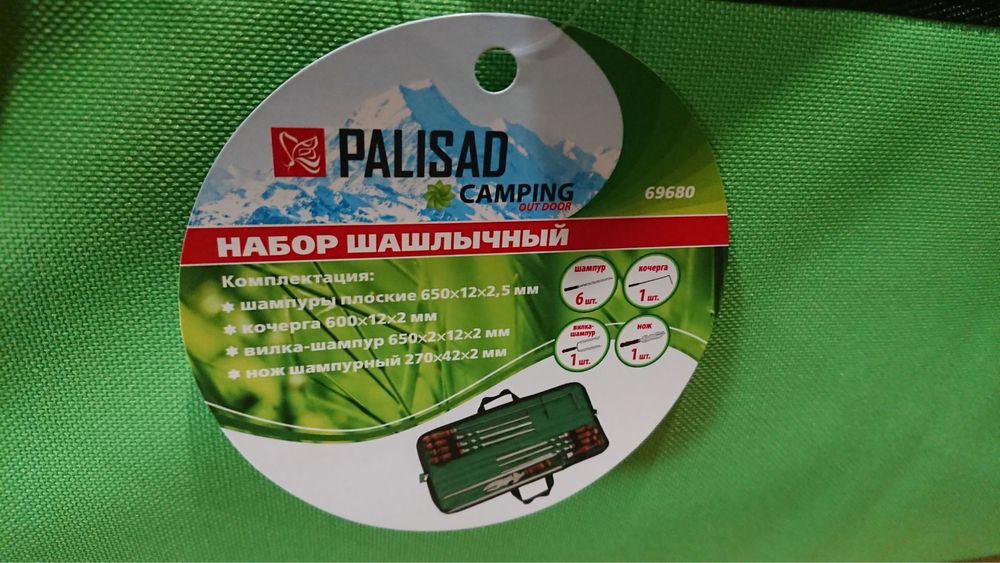 PALISAD
CAMPING
OUTDOOR
69680
НАБОР ШАШЛЫЧНЫЙ
Комплектация:
✱ шампуры плоские 650×12×2,5 мм
✱ кочерга 600×12×2 мм
✱ вилка-шампур 650×2×12×2 мм
✱ нож шампурный 270×42×2 мм
шампур
6 шт.
кочерга
1 шт.
вилка-
шампур
1 шт.
нож
1 шт.